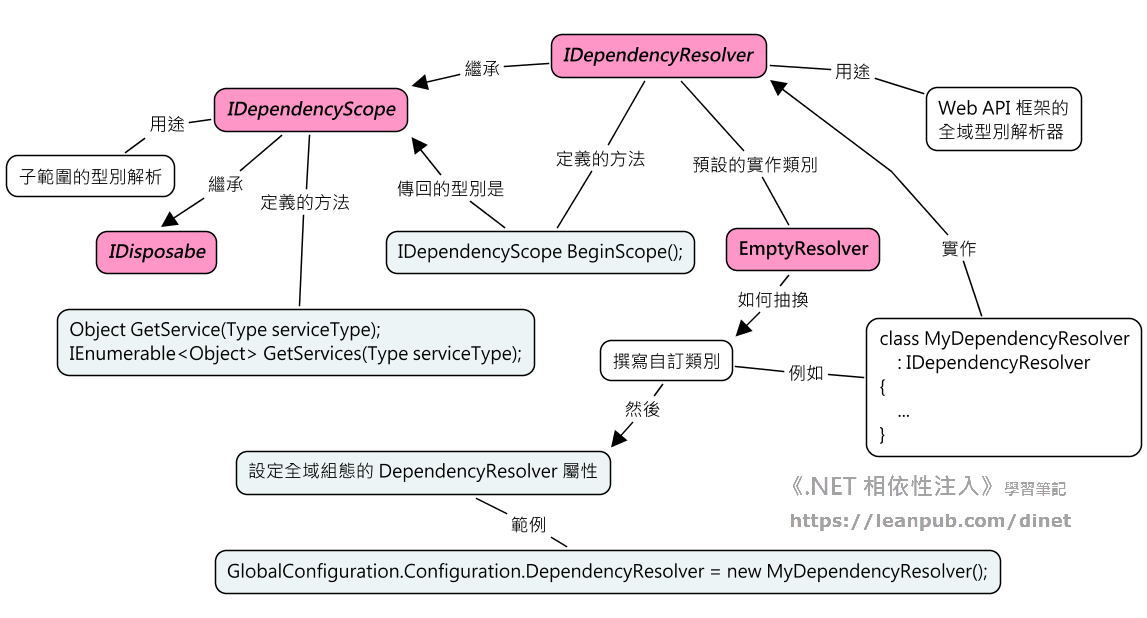 IDependencyResolver
繼承
用途
IDependencyScope
Web API 框架的
全域型別解析器
用途
子範圍的型別解析
繼承
定義的方法
傳回的型別是
定義的方法
預設的實作類別
IDisposabe
IDependencyScope BeginScope();
EmptyResolver
實作
如何抽換
Object GetService(Type serviceType);
IEnumerable<Object> GetServices(Type serviceType);
撰寫自訂類別
例如
class MyDependencyResolver
: IDependencyResolver
{
...
}
然後
設定全域組態的 DependencyResolver 屬性
範例
GlobalConfiguration.Configuration.DependencyResolver = new MyDependencyResolver();
《.NET 相依性注入》學習筆記
https://leanpub.com/dinet